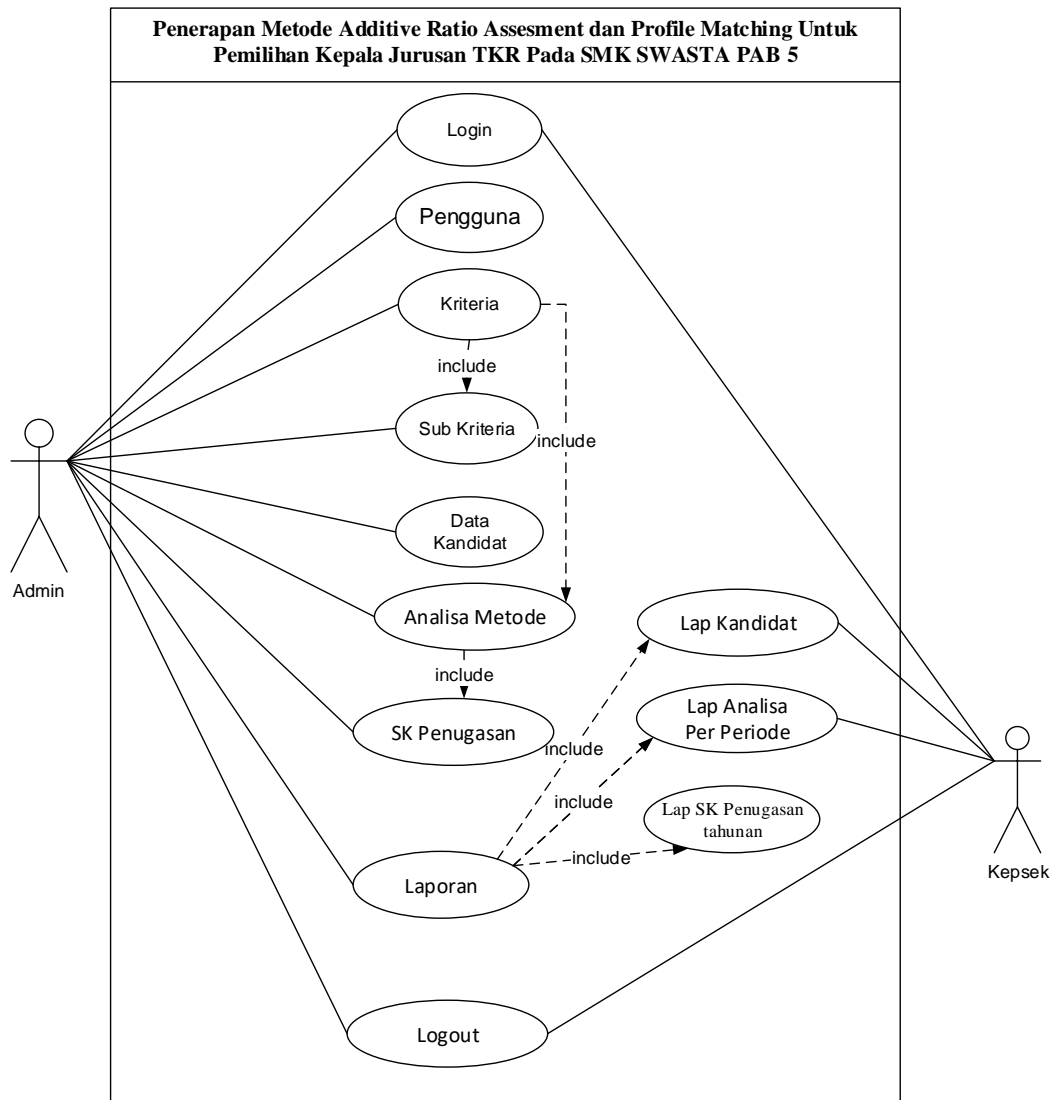 Penerapan Metode Additive Ratio Assesment dan Profile Matching Untuk
Pemilihan Kepala Jurusan TKR Pada SMK SWASTA PAB 5
Login
Pengguna
Kriteria
include
Sub Kriteria
include
Data
Kandidat
Admin
Analisa Metode
Lap Kandidat
include
SK Penugasan
Lap Analisa
Per Periode
include
include
Lap SK Penugasan
tahunan
include
Laporan
Kepsek
Logout